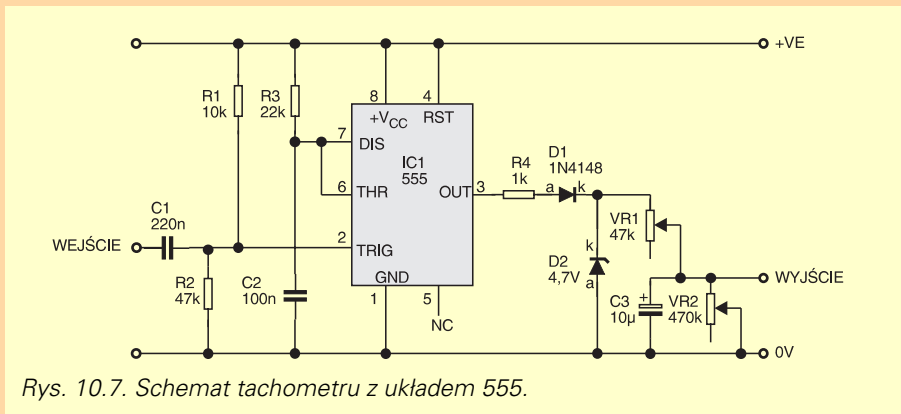 +VE
R1
10k
R3
22k
8
4
+VCC
RST
7
DIS
IC1
555
6
THR
OUT
3
R4
1k
D1
1N4148
a
k
VR1
47k
C1
220n
WEJŚCIE
2
TRIG
k
D2
4,7V
a
WYJŚCIE
R2
47k
C2
100n
GND
1
5
NC
+
C3
10µ
VR2
470k
0V
Rys. 10.7. Schemat tachometru z układem 555.